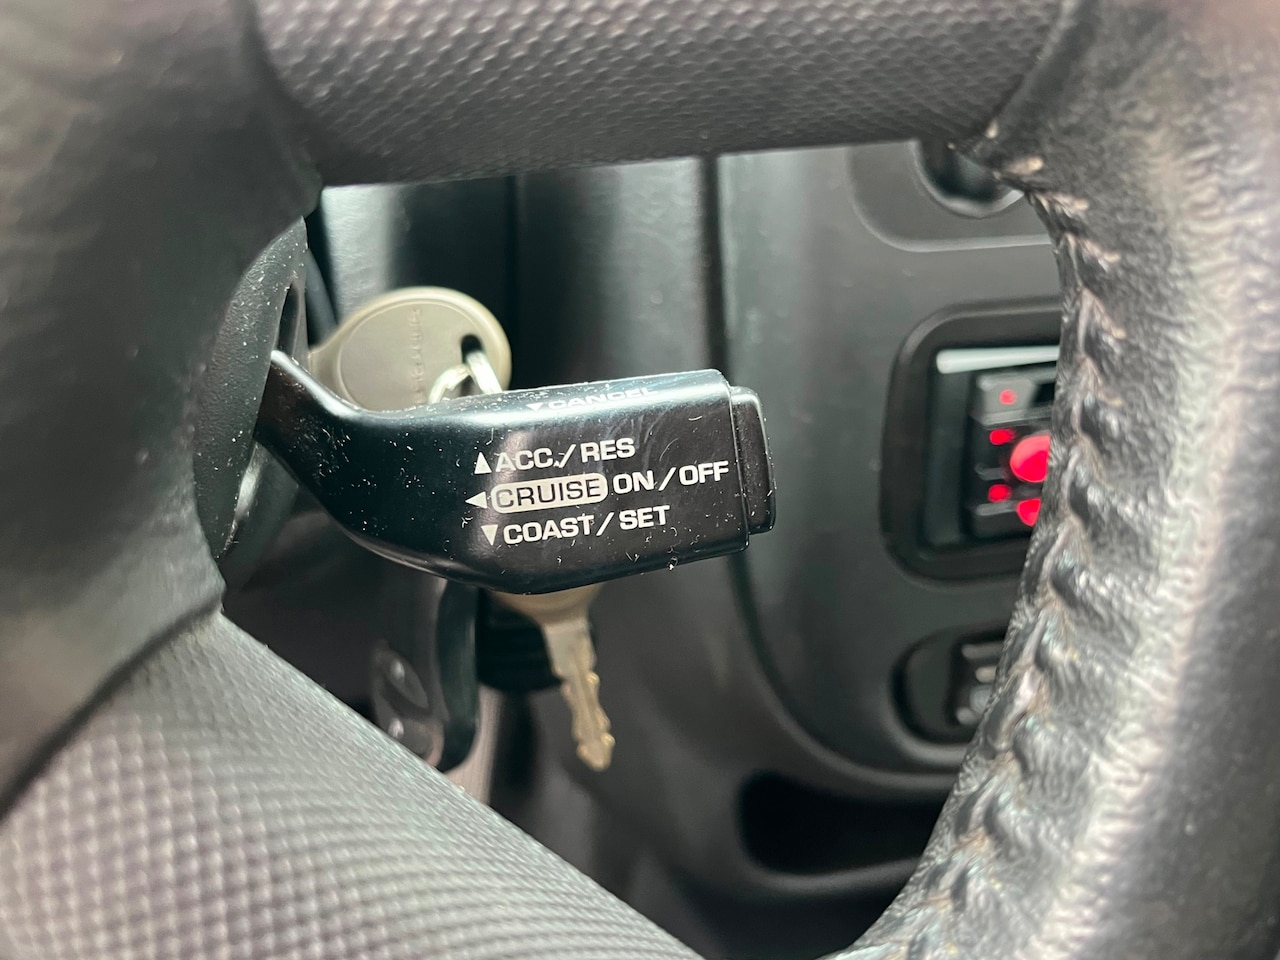 ▼CANCEL
▲ACC./RES
◄CRUISE ON/OFF
▼COAST/SET